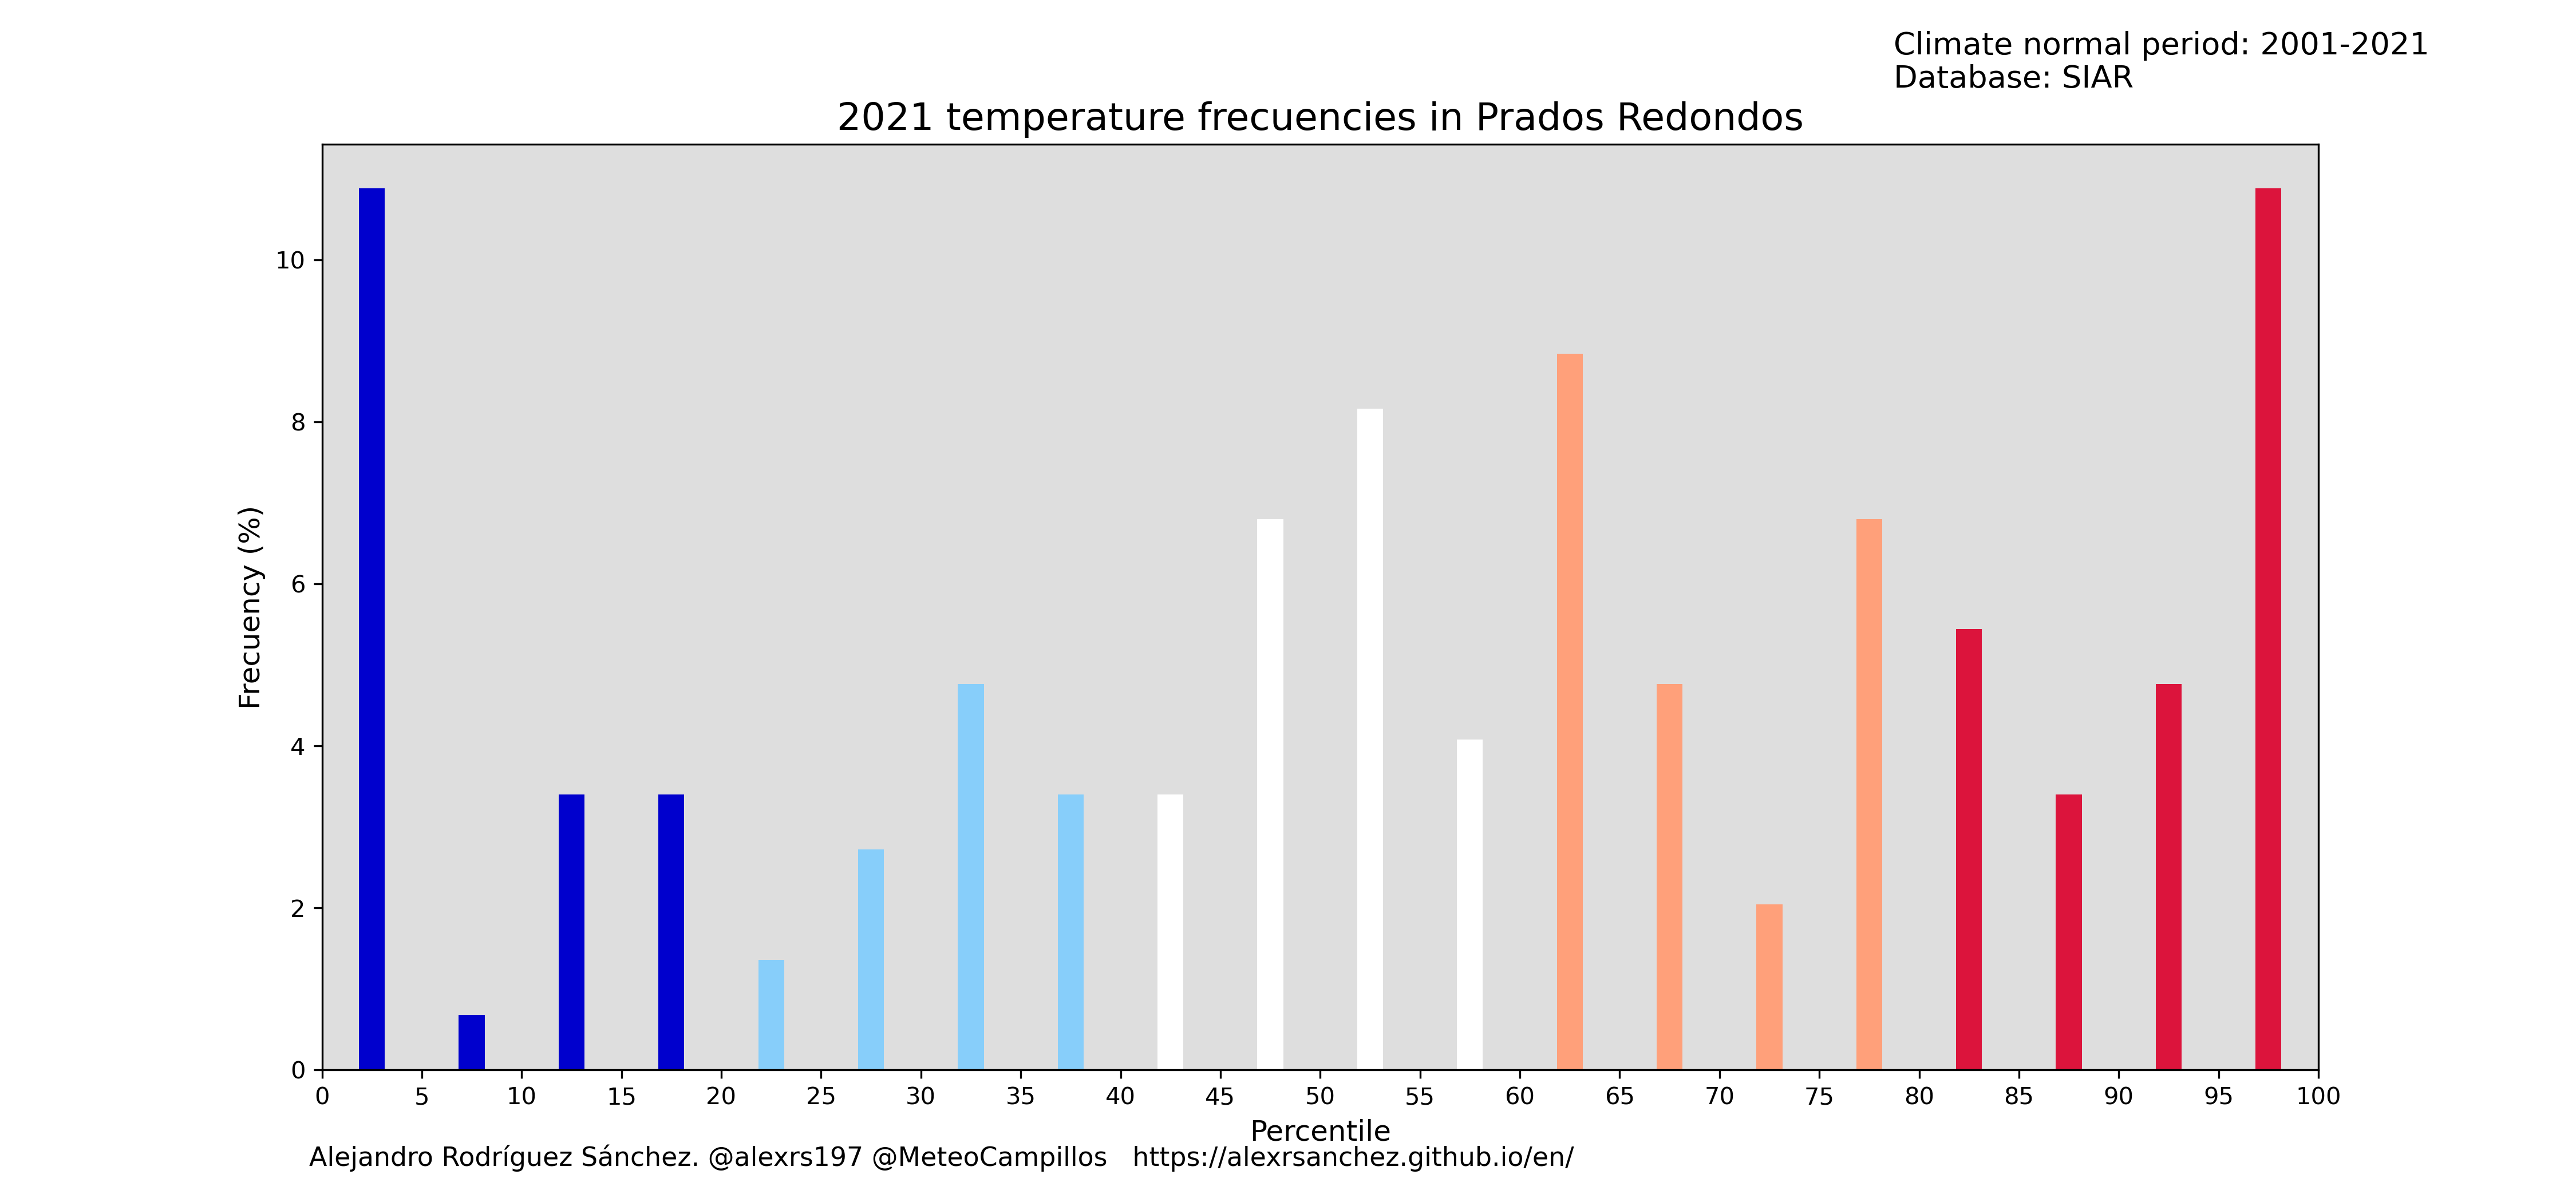 Climate normal period: 2001-2021
Database: SIAR
2021 temperature frecuencies in Prados Redondos
Frecuency (%)
10
8
6
4
2
0
0 5 10 15 20 25 30 35 40 45 50 55 60 65 70 75 80 85 90 95 100
Percentile
Alejandro Rodríguez Sánchez. @alexrs197 @MeteoCampillos https://alexrsanchez.github.io/en/